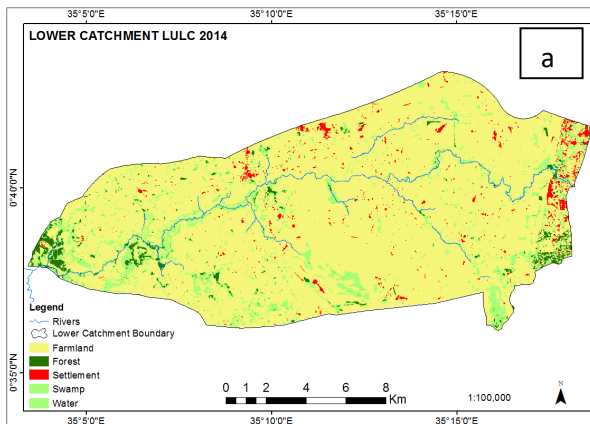 35°5'0"E 35°10'0"E 35°15'0"E
LOWER CATCHMENT LULC 2014
a
0°40'0"N
0°35'0"N
Legend
Rivers
Lower Catchment Boundary
Farmland
Forest
Settlement
Swamp
Water
0 1 2 4 6 8
Km
1:100,000
N
35°5'0"E 35°10'0"E 35°15'0"E